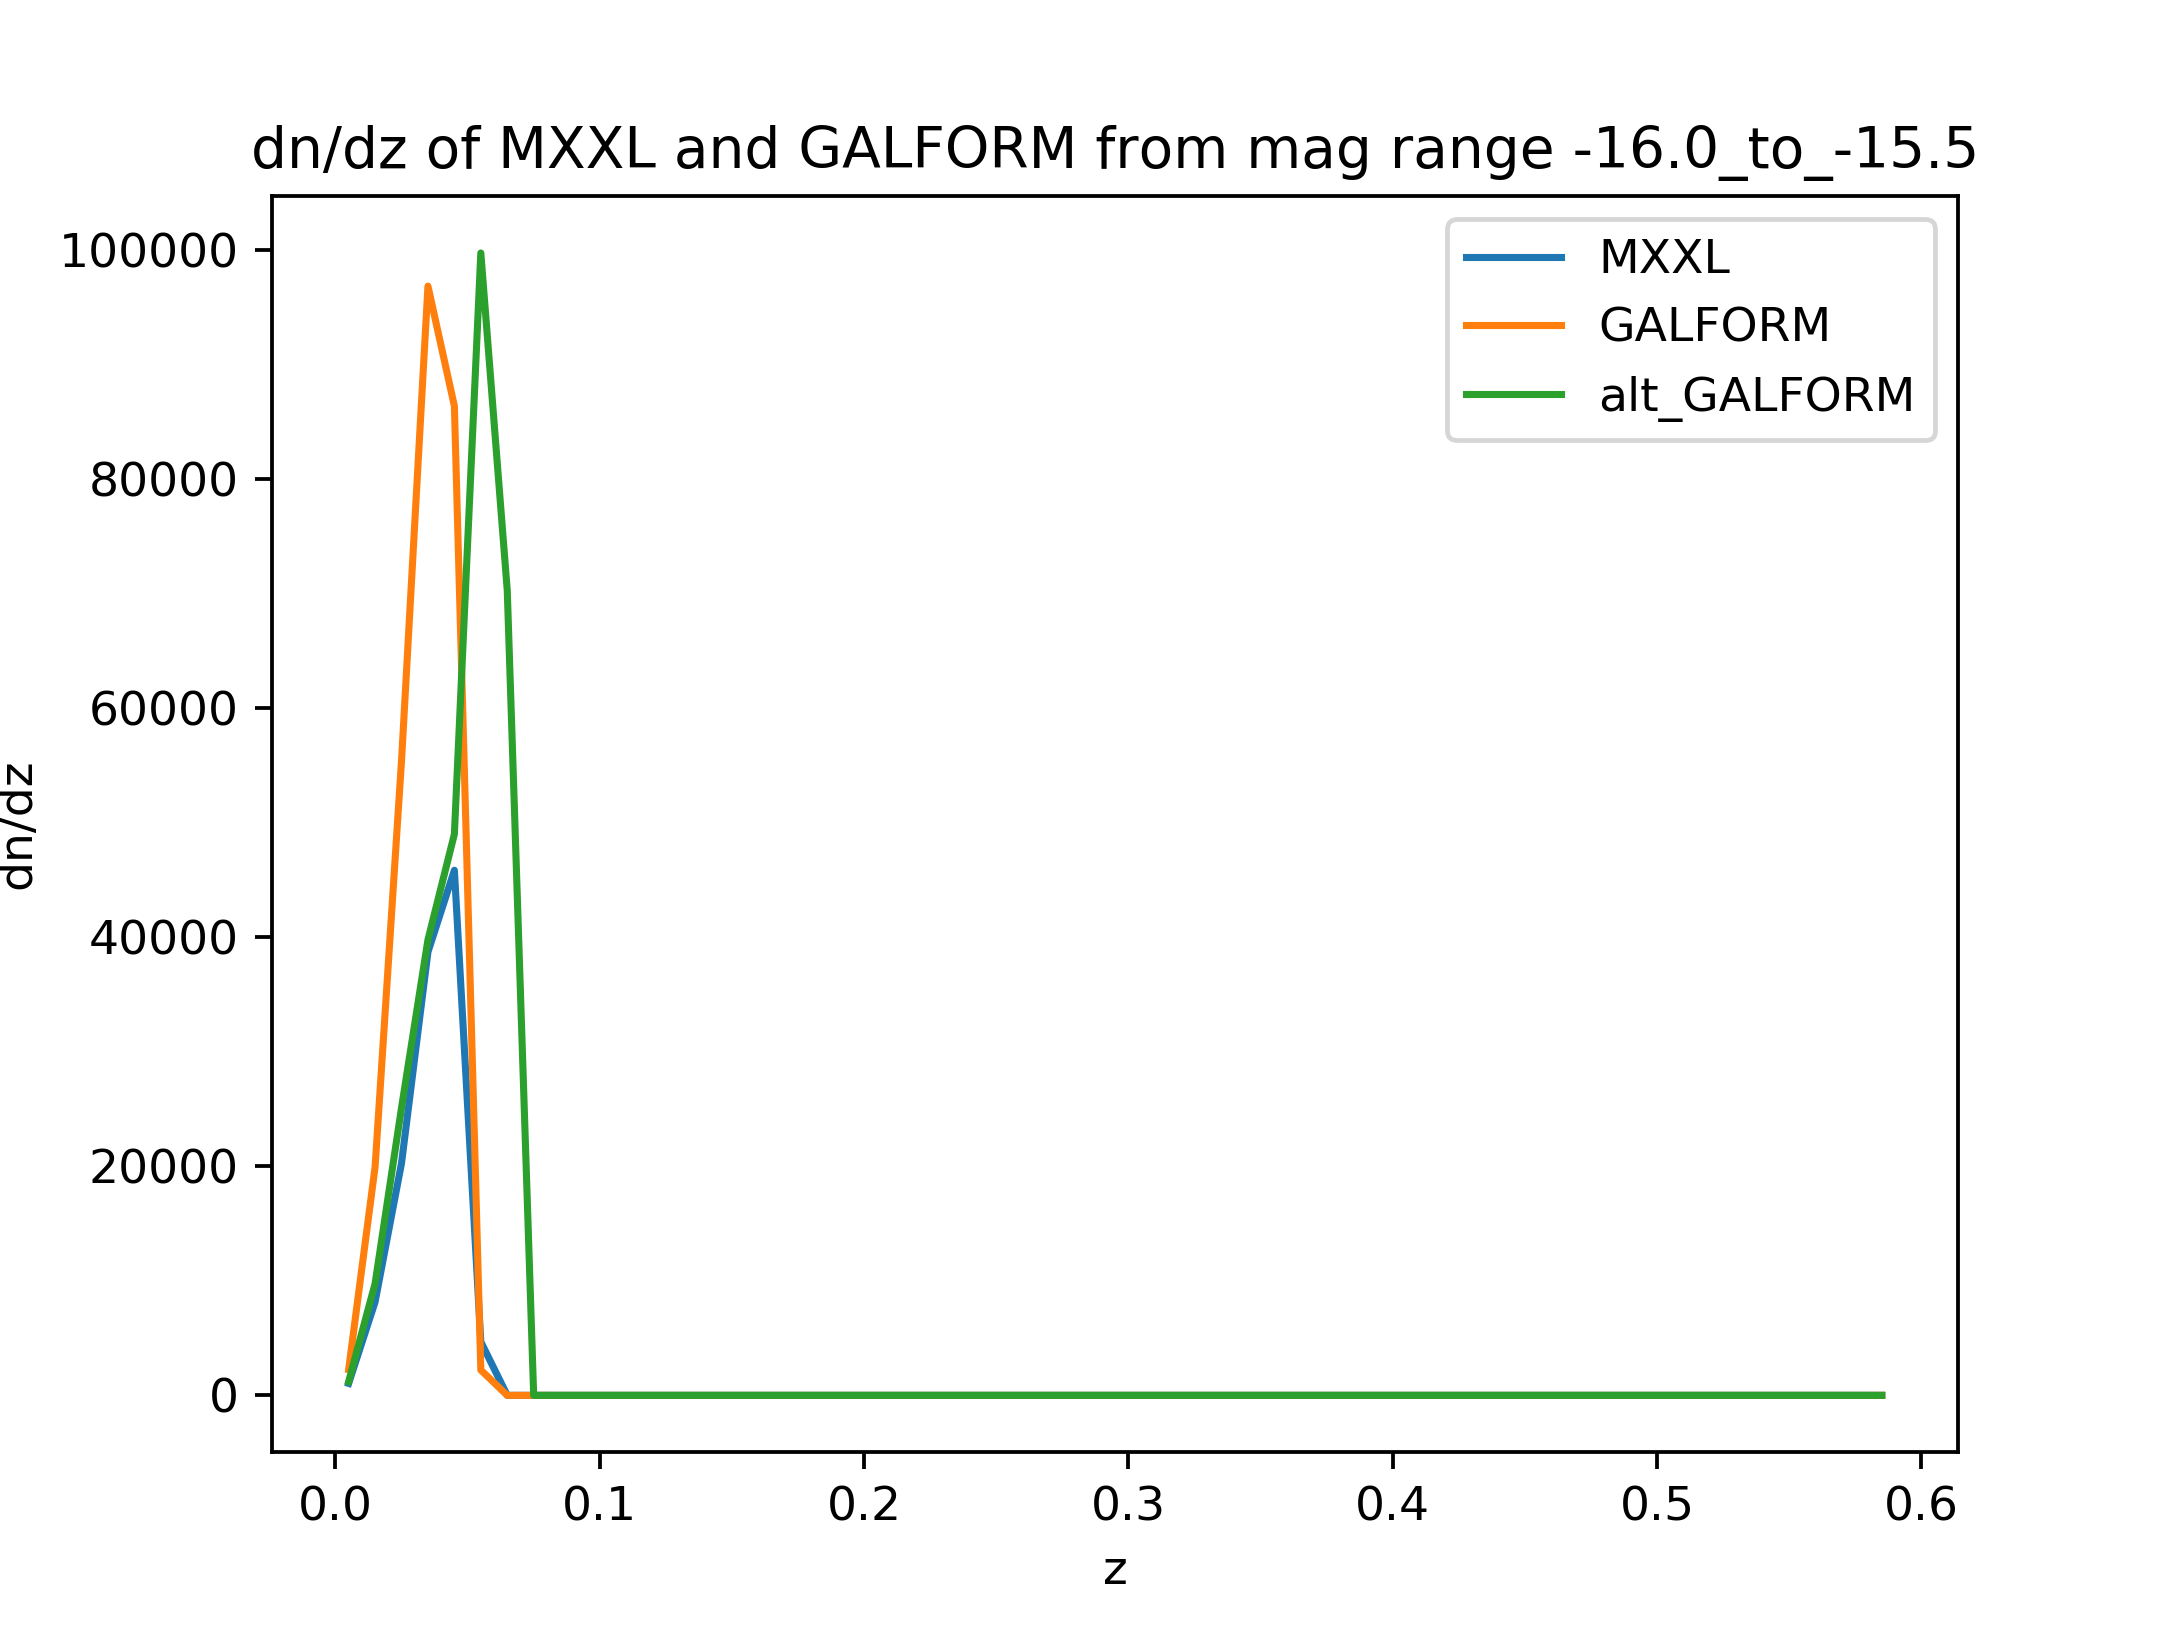 dn/dz of MXXL and GALFORM from mag range -16.0_to_-15.5
MXXL
GALFORM
alt_GALFORM
100000
80000
60000
40000
20000
0
dn/dz
0.0 0.1 0.2 0.3 0.4 0.5 0.6
z